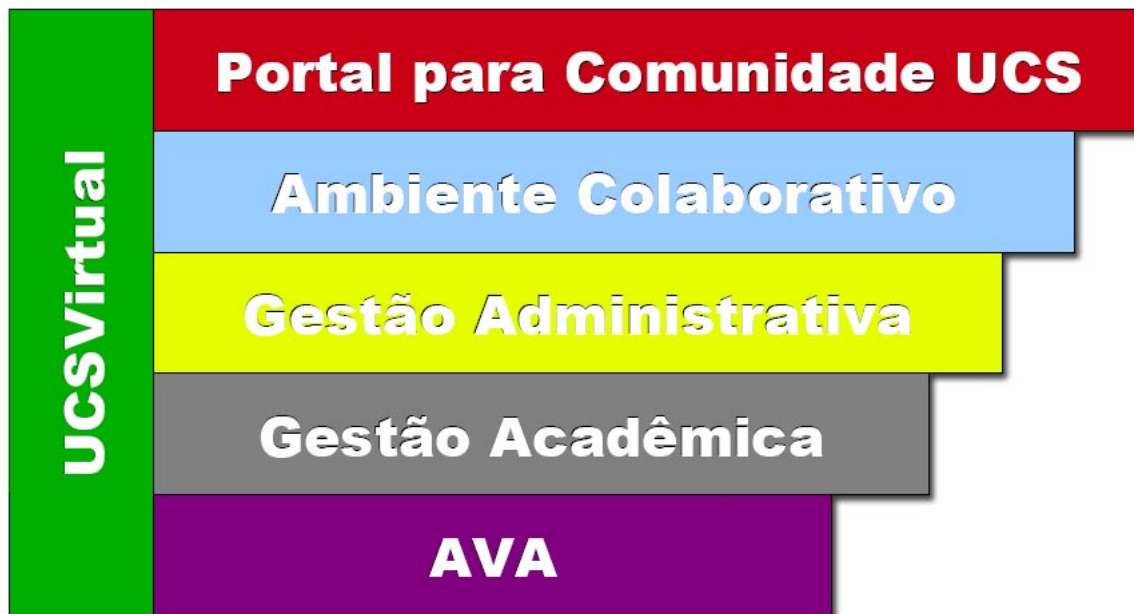 UCSVirtual
Portal para Comunidade UCS
Ambiente Colaborativo
Gestão Administrativa
Gestão Acadêmica
AVA